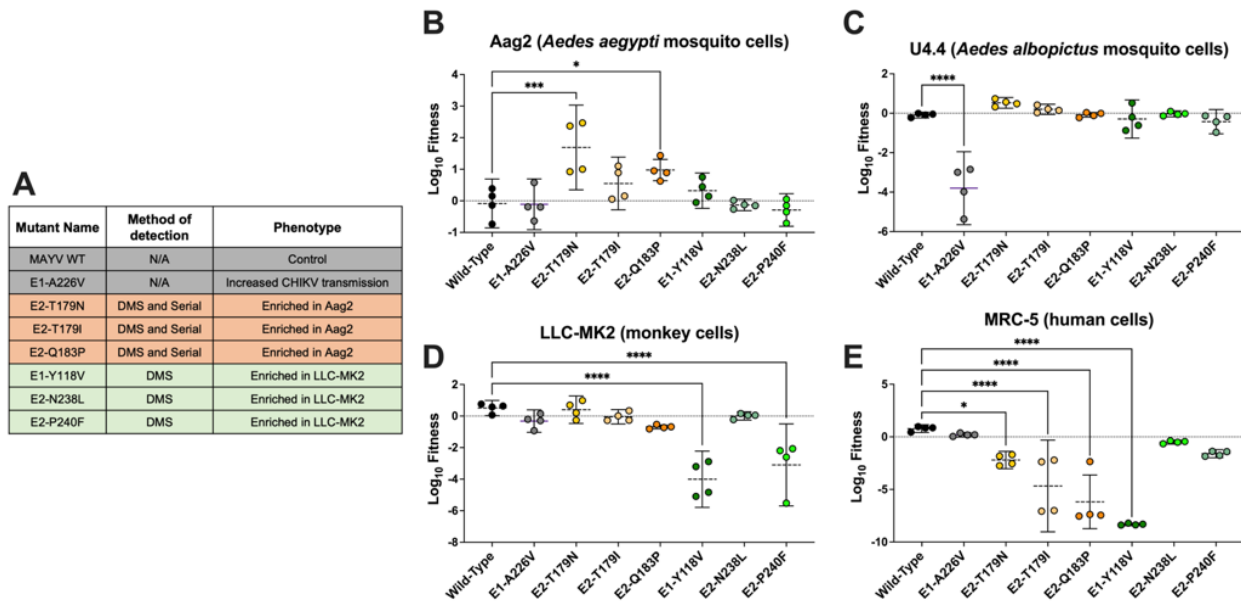 A
Mutant Name Method of detection Phenotype
MAYV WT N/A Control
E1-A226V N/A Increased CHIKV transmission
E2-T179N DMS and Serial Enriched in Aag2
E2-T179I DMS and Serial Enriched in Aag2
E2-Q183P DMS and Serial Enriched in Aag2
E1-Y118V DMS Enriched in LLC-MK2
E2-N238L DMS Enriched in LLC-MK2
E2-P240F DMS Enriched in LLC-MK2
B
Aag2 (Aedes aegypti mosquito cells)
*
***
Log10 Fitness
4
3
2
1
0
-1
Wild-Type
E1-A226V
E2-T179N
E2-T179I
E2-Q183P
E1-Y118V
E2-N238L
E2-P240F
C
U4.4 (Aedes albopictus mosquito cells)
****
Log10 Fitness
2
0
-2
-4
-6
Wild-Type
E1-A226V
E2-T179N
E2-T179I
E2-Q183P
E1-Y118V
E2-N238L
E2-P240F
D
LLC-MK2 (monkey cells)
****
****
Log10 Fitness
4
2
0
-2
-4
-6
-8
Wild-Type
E1-A226V
E2-T179N
E2-T179I
E2-Q183P
E1-Y118V
E2-N238L
E2-P240F
E
MRC-5 (human cells)
****
****
****
*
Log10 Fitness
5
0
-5
-10
Wild-Type
E1-A226V
E2-T179N
E2-T179I
E2-Q183P
E1-Y118V
E2-N238L
E2-P240F